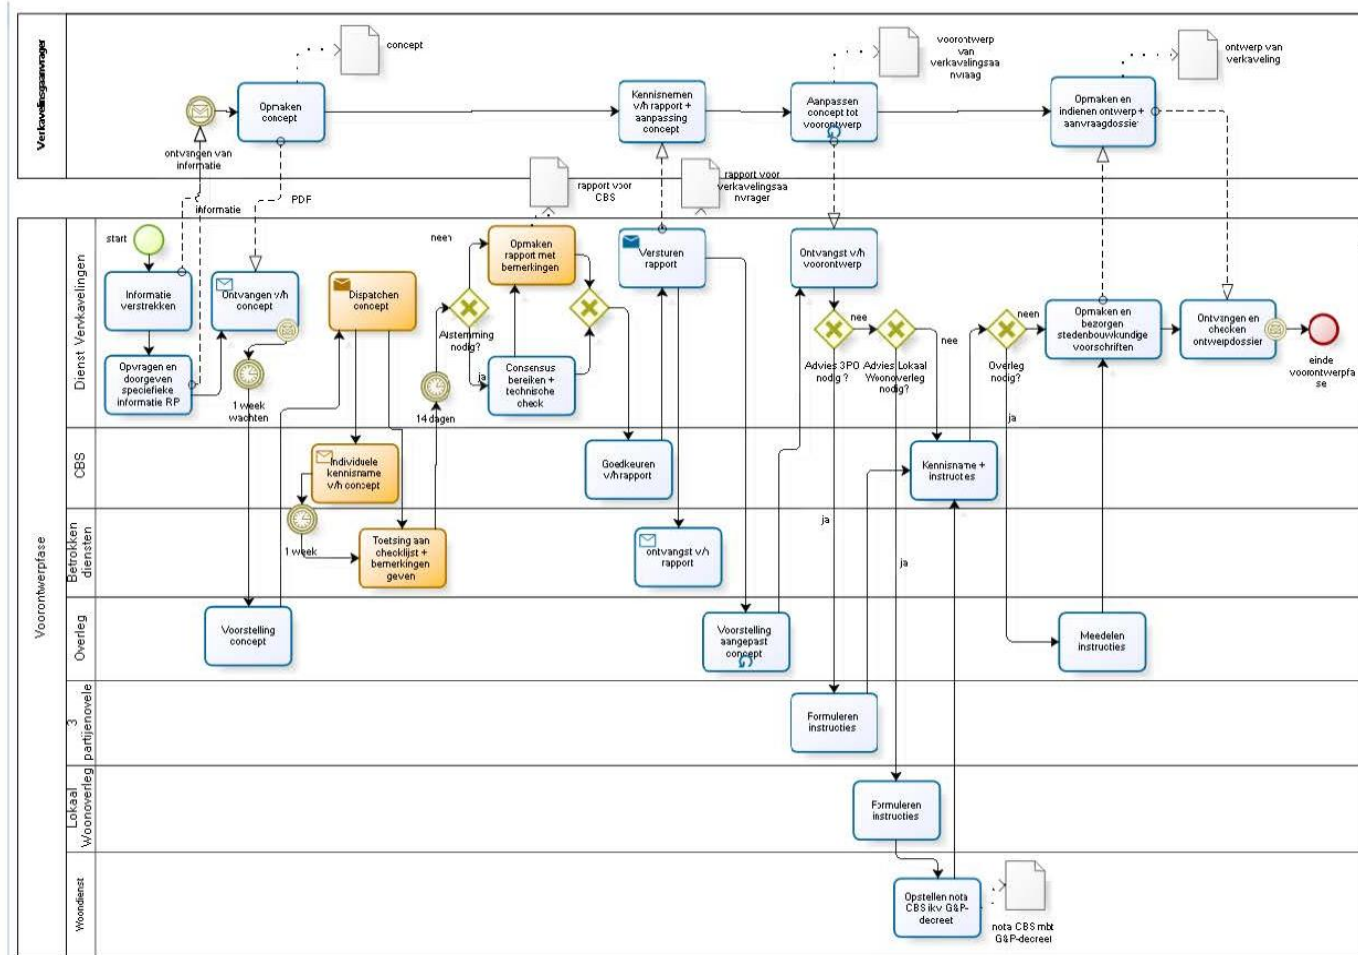 Verkavelingsaanvrager
concept
voorontwerp
van
verkavelingsaa
nvraag
ontwerp van
verkaveling
Opmaken
concept
Kennisnemen
v/h rapport +
aanpassing
concept
Aanpassen
concept tot
voorontwerp
Opmaken en
indienen ontwerp +
aanvraagdossier
ontvangen van
informatie
informatie
PDF
rapport voor
CBS
rapport voor
verkavelingsaa
nvrager
Voorontwerpfase
Dienst Vervkavelingen
start
neen
Opmaken
rapport met
bemerkingen
Versturen
rapport
Ontvangst v/h
voorontwerp
Informatie
verstrekken
Ontvangen v/h
concept
Dispatchen
concept
Afstemming
nodig?
nee
nee
neen
Opmaken en
bezorgen
stedenbouwkundige
voorschriften
Ontvangen en
checken
ontwerpdossier
Opvragen en
doorgeven
speciefieke
informatie RP
1 week
wachten
14 dagen
ja
Consensus
bereiken +
technische
check
Advies 3PO
nodig ?
Advies Lokaal
Woonoverleg
nodig?
Overleg
nodig?
ja
einde
voorontwerpfa
se
CBS
Individuele
kennisname
v/h concept
Goedkeuren
v/h rapport
Kennisname +
instructies
Betrokken
diensten
1 week
Toetsing aan
checklijst +
bemerkingen
geven
ontvangst v/h
rapport
ja
ja
Overleg
Voorstelling
concept
Voorstelling
aangepast
concept
Meedelen
instructies
3
partijenovele
Formuleren
instructies
Lokaal
Woonoverleg
Formuleren
instructies
Woondienst
Opstellen nota
CBS ikv G&P-
decreet
nota CBS mbt
G&P-decreet